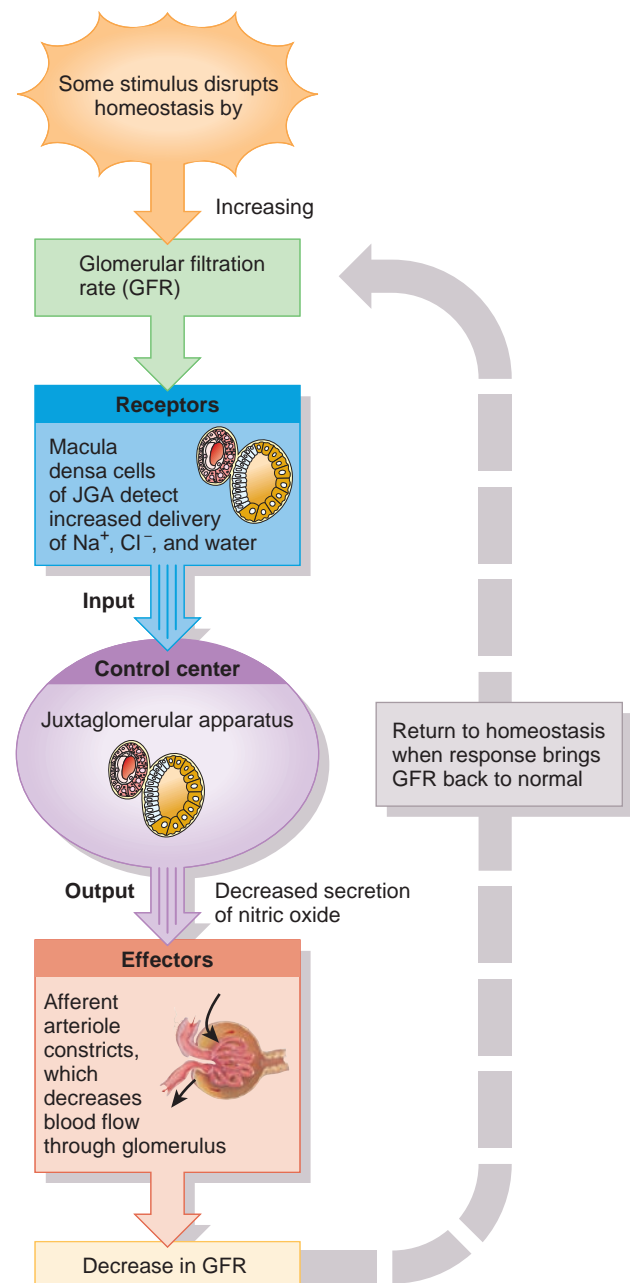 Some stimulus disrupts
homeostasis by
Increasing
Glomerular filtration
rate (GFR)
Receptors
Macula
densa cells
of JGA detect
increased delivery
of Na⁺, Cl⁻, and water
Input
Control center
Juxtaglomerular apparatus
Return to homeostasis
when response brings
GFR back to normal
Output
Decreased secretion
of nitric oxide
Effectors
Afferent
arteriole
constricts,
which
decreases
blood flow
through glomerulus
Decrease in GFR